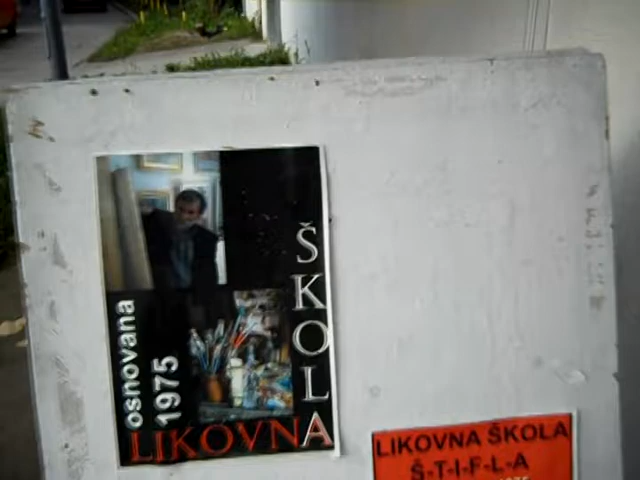 ŠKOLA
osnovana
1975
LIKOVNA
LIKOVNA ŠKOLA
Š-T-I-F-L-A